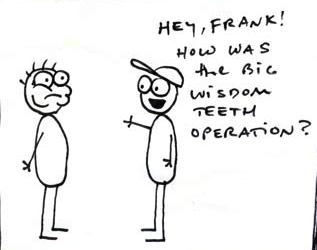 HEY, FRANK!
HOW WAS
the BIG
WISDOM
TEETH
OPERATION?